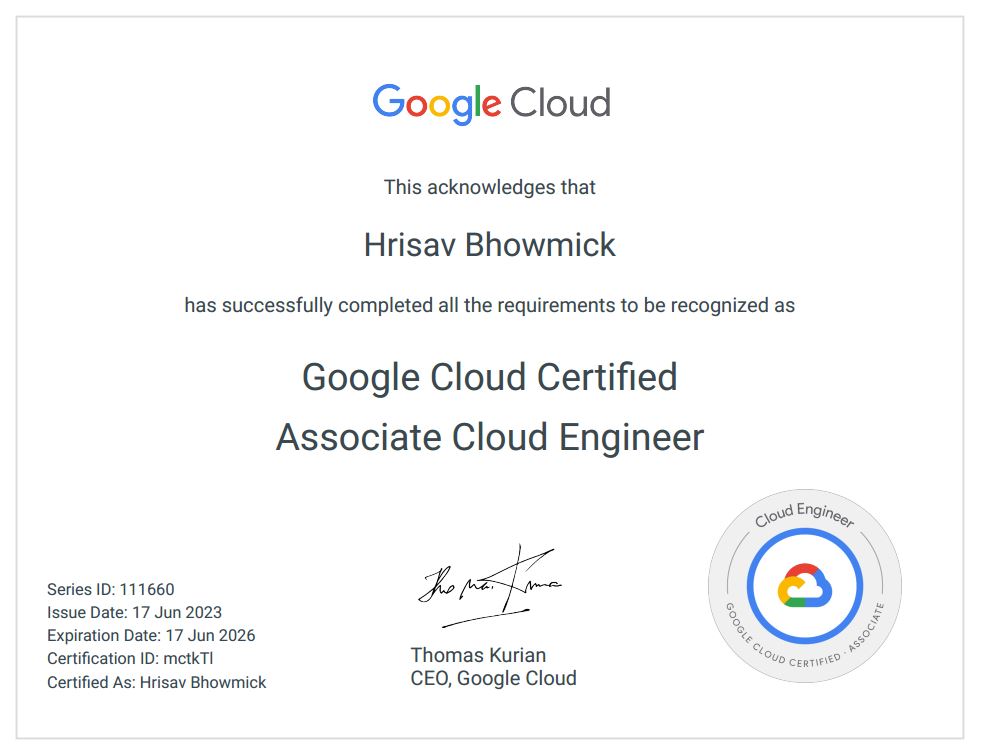 Google Cloud
This acknowledges that
Hrisav Bhowmick
has successfully completed all the requirements to be recognized as
Google Cloud Certified
Associate Cloud Engineer
Series ID: 111660
Issue Date: 17 Jun 2023
Expiration Date: 17 Jun 2026
Certification ID: mctkTl
Certified As: Hrisav Bhowmick
Thomas Kurian
CEO, Google Cloud
Cloud Engineer
GOOGLE CLOUD CERTIFIED · ASSOCIATE